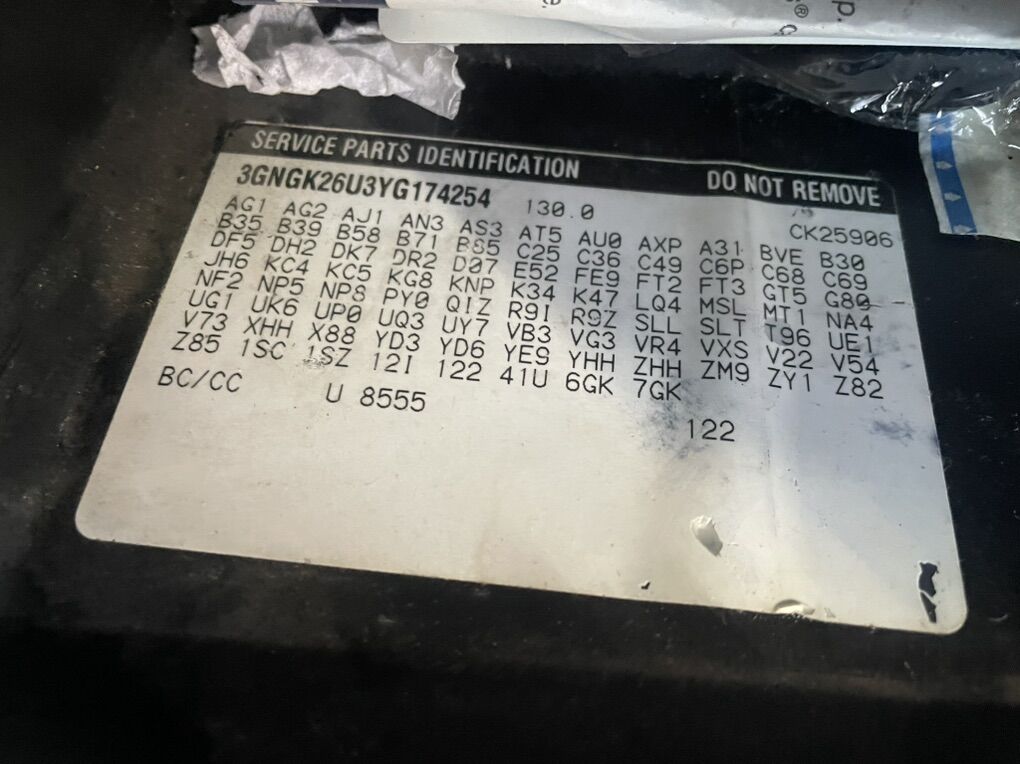 SERVICE PARTS IDENTIFICATION DO NOT REMOVE
3GNGK26U3YG174254 130.0 CK25906
AG1 AG2 AJ1 AN3 AS3 AT5 AU0 AXP A31 BVE B30
B35 B39 B58 B71 B85 C25 C36 C49 C6P C68 C69
DF5 DH2 DK7 DR2 D07 E52 FE9 FT2 FT3 GT5 G80
JH6 KC4 KC5 KG8 KNP K34 K47 LQ4 MSL MT1 NA4
NF2 NP5 NP8 PY0 QIZ R9I R9Z SLL SLT T96 UE1
UG1 UK6 UP0 UQ3 UY7 VB3 VG3 VR4 VXS V22 V54
V73 XHH X88 YD3 YD6 YE9 YHH ZHH ZM9 ZY1 Z82
Z85 1SC 1SZ 12I 122 41U 6GK 7GK
BC/CC U 8555 122